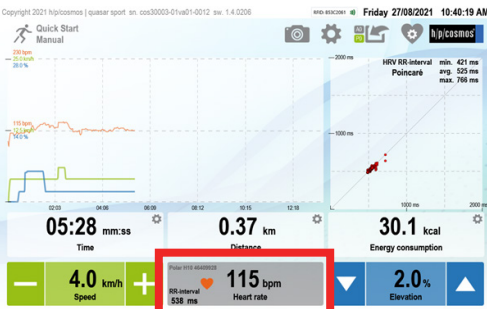 Copyright 2021 h/p/cosmos | quasar sport sn. cos30003-01va01-0012 sw. 1.4.0206
Friday 27/08/2021 10:40:19 AM
Quick Start
Manual
h/p/cosmos
230 bpm
25.0 km/h
28.0 %
115 bpm
12.5 km/h
14.0 %
02:03 04:06 06:09 08:12 10:15 12:18
2000 ms
HRV RR-interval
Poincaré
min. 421 ms
avg. 525 ms
max. 766 ms
1000 ms
1000 ms 2000 ms
05:28 mm:ss
Time
0.37 km
Distance
30.1 kcal
Energy consumption
4.0 km/h
Speed
Polar H10
RR-interval
538 ms
115 bpm
Heart rate
2.0 %
Elevation